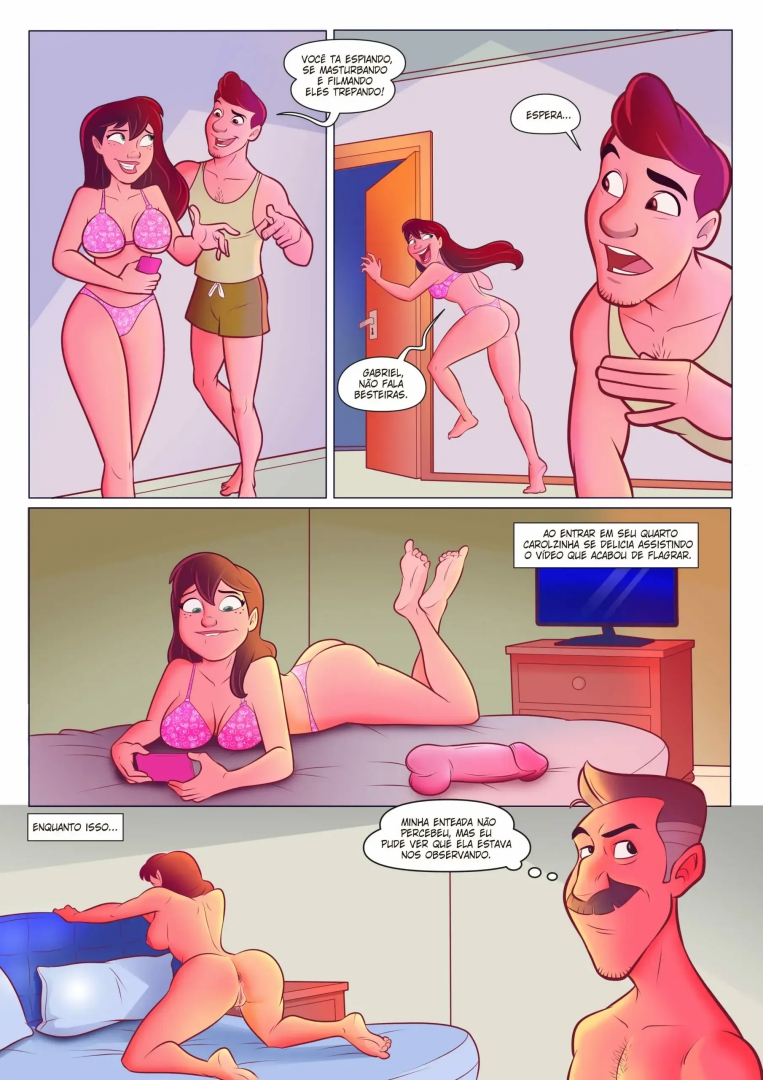 VOCÊ TA ESPIANDO,
SE MASTURBANDO
E FILMANDO
ELES TREPANDO!
ESPERA...
GABRIEL,
NÃO FALA
BESTEIRAS.
AO ENTRAR EM SEU QUARTO
CAROLZINHA SE DELICIA ASSISTINDO
O VÍDEO QUE ACABOU DE FLAGRAR.
ENQUANTO ISSO...
MINHA ENTEADA NÃO
PERCEBEU, MAS EU
PUDE VER QUE ELA ESTAVA
NOS OBSERVANDO.